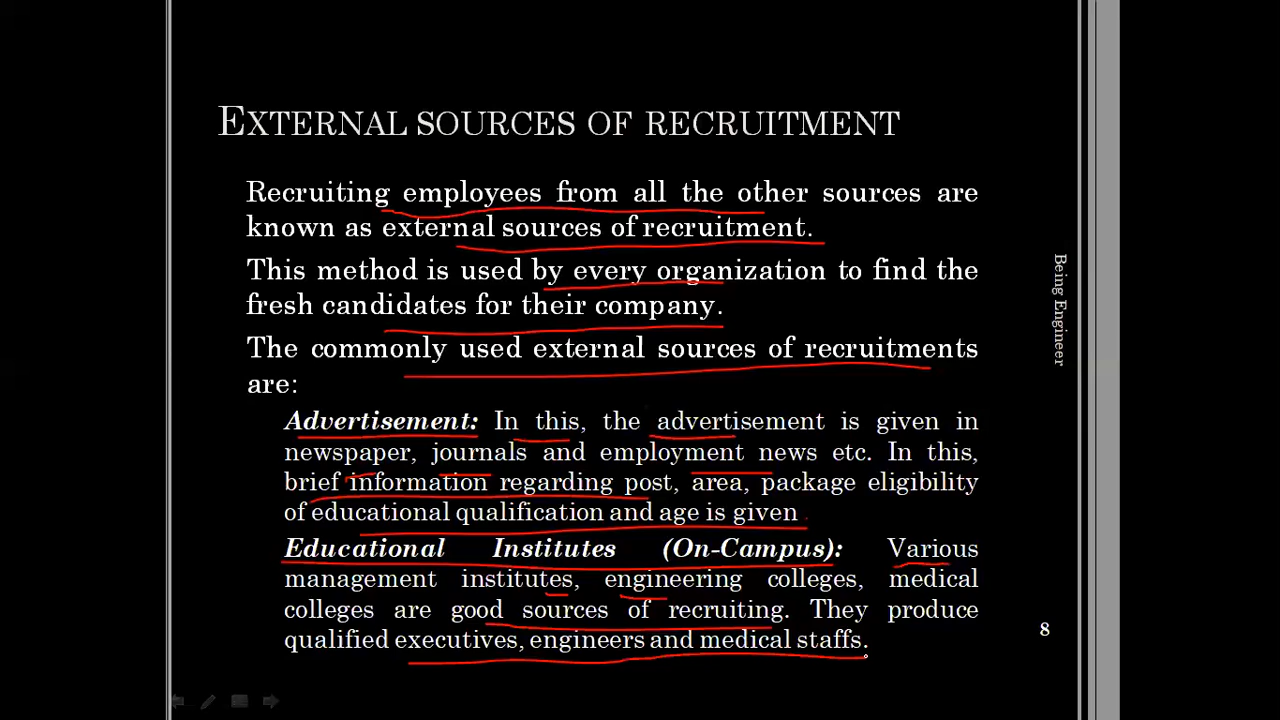 EXTERNAL SOURCES OF RECRUITMENT
Recruiting employees from all the other sources are
known as external sources of recruitment.
This method is used by every organization to find the
fresh candidates for their company.
The commonly used external sources of recruitments
are:
Advertisement: In this, the advertisement is given in
newspaper, journals and employment news etc. In this,
brief information regarding post, area, package eligibility
of educational qualification and age is given
Educational Institutes (On-Campus): Various
management institutes, engineering colleges, medical
colleges are good sources of recruiting. They produce
qualified executives, engineers and medical staffs.
Being Engineer
8